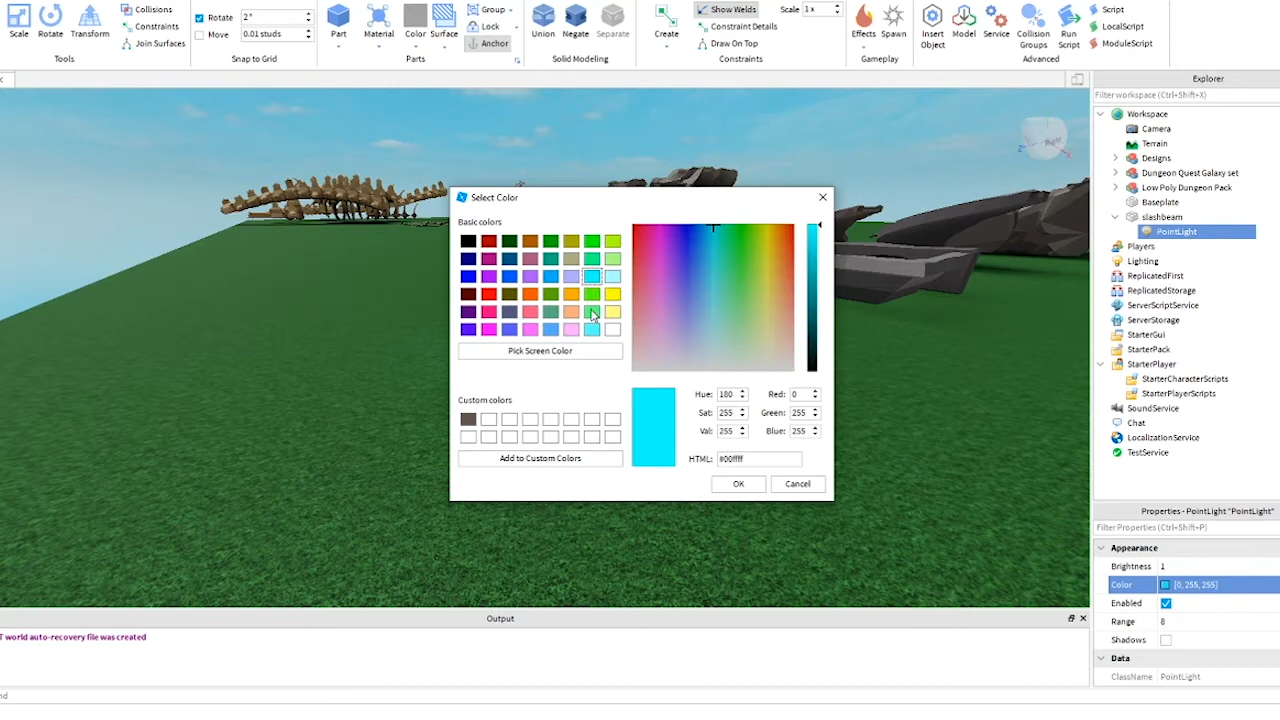 Scale
Rotate
Transform
Collisions
Constraints
Join Surfaces
Tools
Rotate 2 °
Move 0.01 studs
Snap to Grid
Part
Material
Color
Surface
Group
Lock
Anchor
Parts
Union
Negate
Separate
Solid Modeling
Create
Show Welds
Scale 1 x
Constraint Details
Draw On Top
Constraints
Effects
Spawn
Gameplay
Insert
Object
Model
Service
Collision
Groups
Run
Script
Script
LocalScript
ModuleScript
Advanced
Explorer
Filter workspace (Ctrl+Shift+X)
Workspace
Camera
Terrain
Designs
Dungeon Quest Galaxy set
Low Poly Dungeon Pack
Baseplate
slashbeam
PointLight
Players
Lighting
ReplicatedFirst
ReplicatedStorage
ServerScriptService
ServerStorage
StarterGui
StarterPack
StarterPlayer
StarterCharacterScripts
StarterPlayerScripts
SoundService
Chat
LocalizationService
TestService
Right
Z
X
Select Color
Basic colors
Pick Screen Color
Custom colors
Add to Custom Colors
Hue: 180
Red: 0
Sat: 255
Green: 255
Val: 255
Blue: 255
HTML: #00ffff
OK
Cancel
Properties - PointLight "PointLight"
Filter Properties (Ctrl+Shift+P)
Appearance
Brightness 1
Color [0, 255, 255]
Enabled
Range 8
Shadows
Data
ClassName PointLight
Output
T world auto-recovery file was created
nd